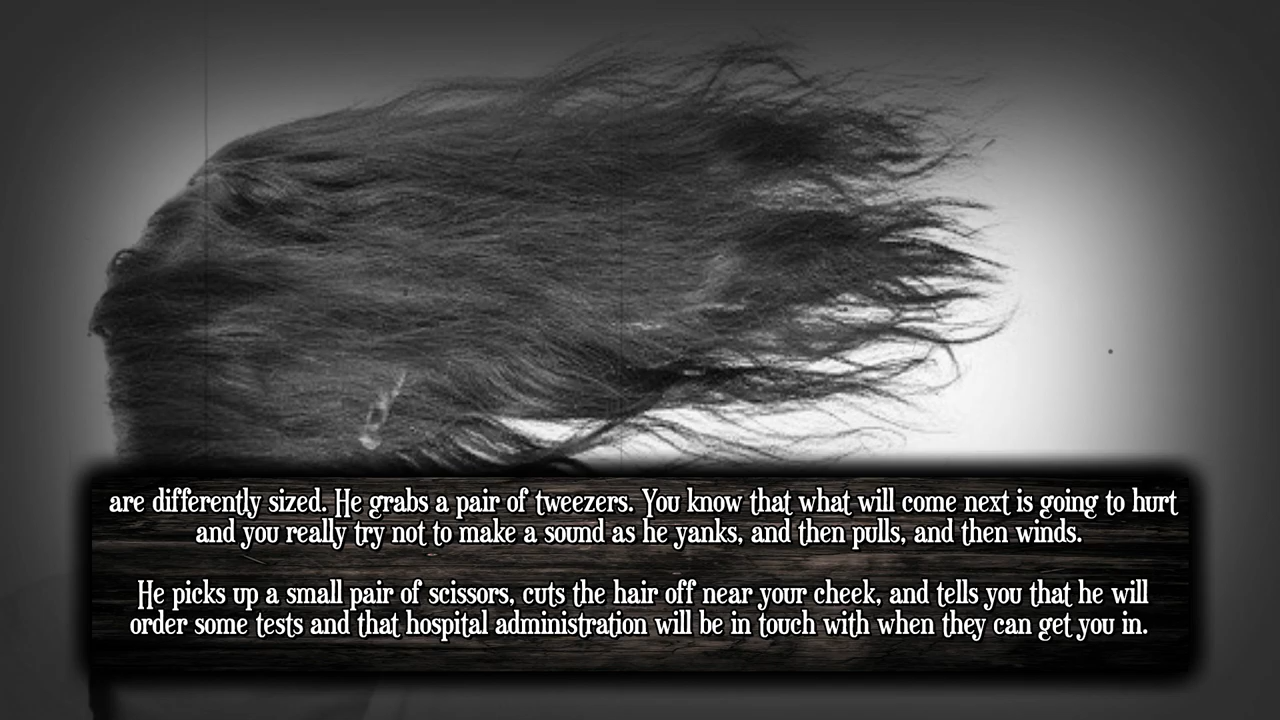 are differently sized. He grabs a pair of tweezers. You know that what will come next is going to hurt
and you really try not to make a sound as he yanks, and then pulls, and then winds.
He picks up a small pair of scissors, cuts the hair off near your cheek, and tells you that he will
order some tests and that hospital administration will be in touch with when they can get you in.